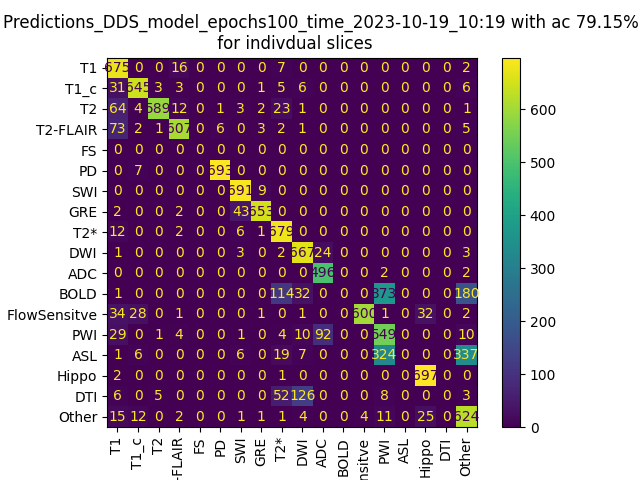 Predictions_DDS_model_epochs100_time_2023-10-19_10:19 with ac 79.15%
for indivdual slices
T1 675 0 0 16 0 0 0 0 7 0 0 0 0 0 0 0 0 2
T1_c 31 645 3 3 0 0 0 1 5 6 0 0 0 0 0 0 0 6
T2 64 4 589 12 0 1 3 2 23 1 0 0 0 0 0 0 0 1
T2-FLAIR 73 2 1 607 0 6 0 3 2 1 0 0 0 0 0 0 0 5
FS 0 0 0 0 0 0 0 0 0 0 0 0 0 0 0 0 0 0
PD 0 7 0 0 0 693 0 0 0 0 0 0 0 0 0 0 0 0
SWI 0 0 0 0 0 0 691 9 0 0 0 0 0 0 0 0 0 0
GRE 2 0 0 2 0 0 43 653 0 0 0 0 0 0 0 0 0 0
T2* 12 0 0 2 0 0 6 1 679 0 0 0 0 0 0 0 0 0
DWI 1 0 0 0 0 0 3 0 2 667 24 0 0 0 0 0 0 3
ADC 0 0 0 0 0 0 0 0 0 0 496 0 0 2 0 0 0 2
BOLD 1 0 0 0 0 0 0 0 114 32 0 0 0 373 0 0 0 180
FlowSensitve 34 28 0 1 0 0 0 1 0 1 0 0 600 1 0 32 0 2
PWI 29 0 1 4 0 0 1 0 4 10 92 0 0 549 0 0 0 10
ASL 1 6 0 0 0 0 6 0 19 7 0 0 0 324 0 0 0 337
Hippo 2 0 0 0 0 0 0 0 1 0 0 0 0 0 0 697 0 0
DTI 6 0 5 0 0 0 0 0 52 126 0 0 0 8 0 0 0 3
Other 15 12 0 2 0 0 1 1 1 4 0 0 4 11 0 25 0 624
T1 T1_c T2 -FLAIR FS PD SWI GRE T2* DWI ADC BOLD nsitve PWI ASL Hippo DTI Other
600
500
400
300
200
100
0